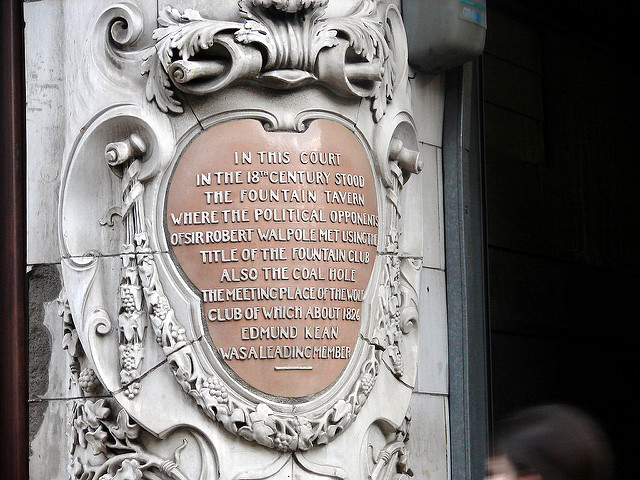 IN THIS COURT
IN THE 18TH CENTURY STOOD
THE FOUNTAIN TAVERN
WHERE THE POLITICAL OPPONENTS
OF SIR ROBERT WALPOLE MET USING THE
TITLE OF THE FOUNTAIN CLUB
ALSO THE COAL HOLE
THE MEETING PLACE OF THE WOLF
CLUB OF WHICH ABOUT 1826
EDMUND KEAN
WAS A LEADING MEMBER